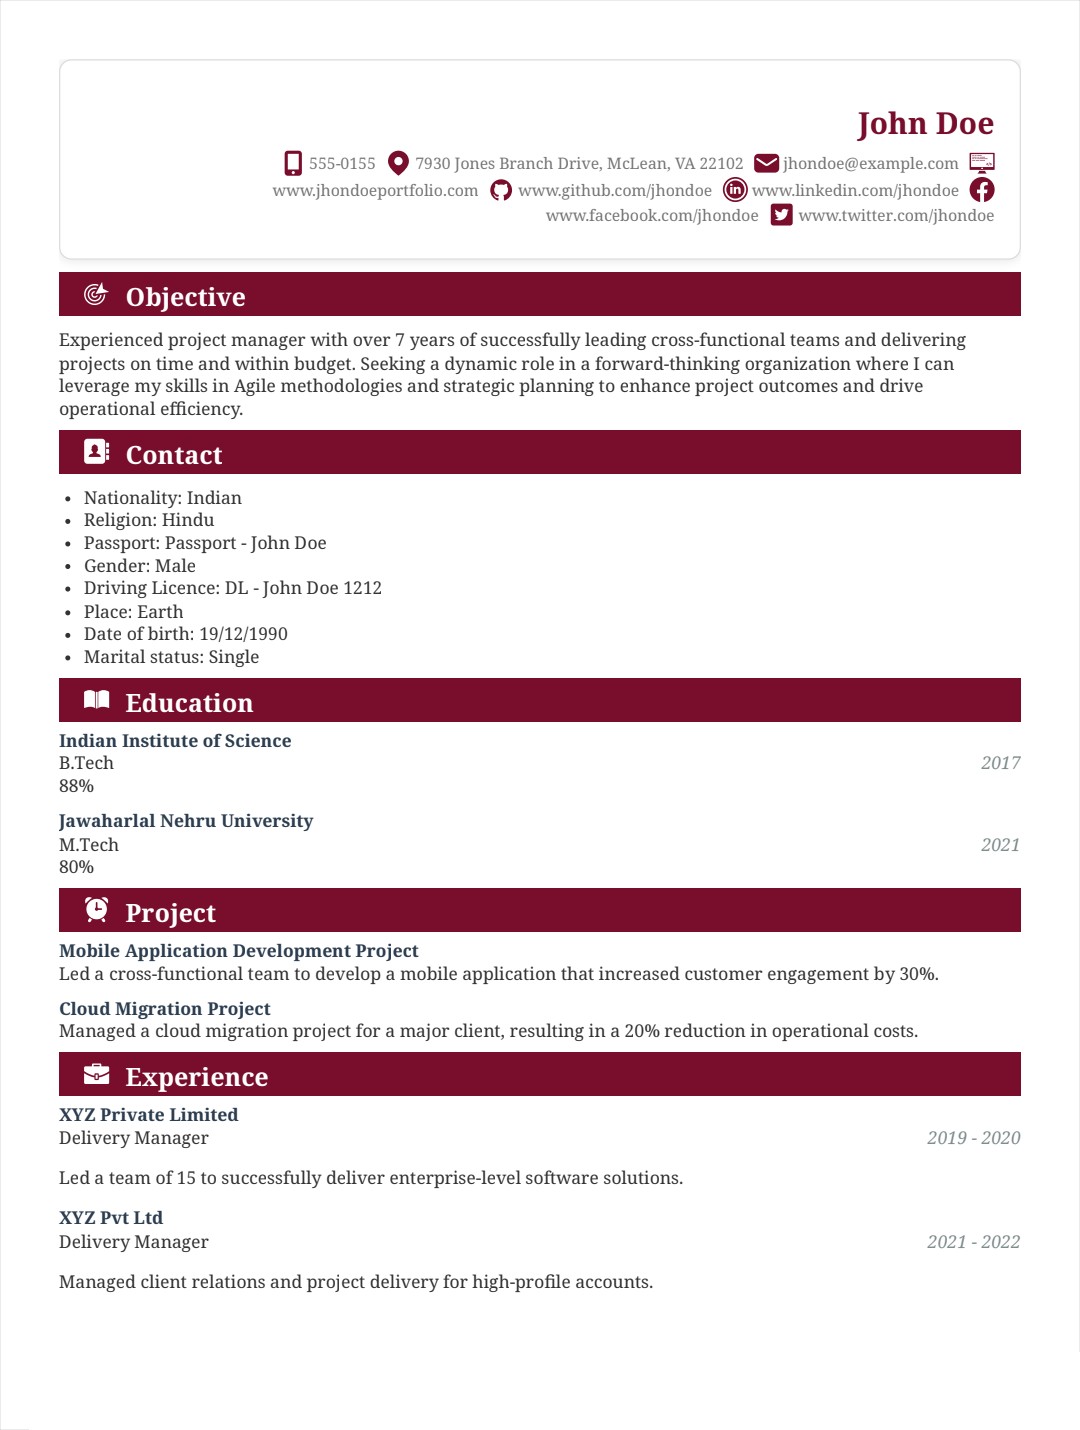 John Doe
555-0155 7930 Jones Branch Drive, McLean, VA 22102 jhondoe@example.com
www.jhondoeportfolio.com www.github.com/jhondoe www.linkedin.com/jhondoe
www.facebook.com/jhondoe www.twitter.com/jhondoe
Objective
Experienced project manager with over 7 years of successfully leading cross-functional teams and delivering
projects on time and within budget. Seeking a dynamic role in a forward-thinking organization where I can
leverage my skills in Agile methodologies and strategic planning to enhance project outcomes and drive
operational efficiency.
Contact
• Nationality: Indian
• Religion: Hindu
• Passport: Passport - John Doe
• Gender: Male
• Driving Licence: DL - John Doe 1212
• Place: Earth
• Date of birth: 19/12/1990
• Marital status: Single
Education
Indian Institute of Science
B.Tech 2017
88%
Jawaharlal Nehru University
M.Tech 2021
80%
Project
Mobile Application Development Project
Led a cross-functional team to develop a mobile application that increased customer engagement by 30%.
Cloud Migration Project
Managed a cloud migration project for a major client, resulting in a 20% reduction in operational costs.
Experience
XYZ Private Limited
Delivery Manager 2019 - 2020
Led a team of 15 to successfully deliver enterprise-level software solutions.
XYZ Pvt Ltd
Delivery Manager 2021 - 2022
Managed client relations and project delivery for high-profile accounts.